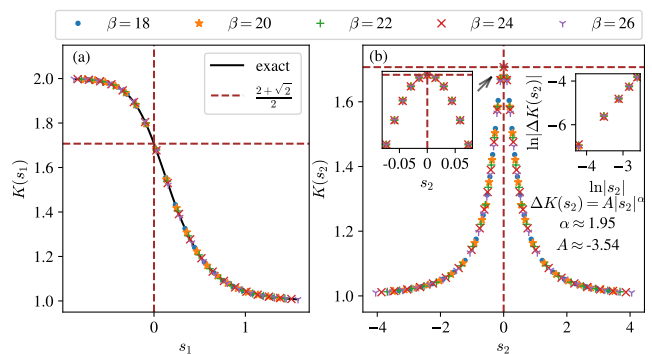 β = 18 β = 20 β = 22 β = 24 β = 26
(a)
exact
2+√2
2
K(s₁)
2.0
1.8
1.6
1.4
1.2
1.0
0
1
s₁
(b)
K(s₂)
1.6
1.4
1.2
1.0
−4 −2 0 2 4
s₂
−0.05 0 0.05
s₂
ln|ΔK(s₂)|
−4
−6
−4 −3
ln|s₂|
ΔK(s₂) = A|s₂|^α
α ≈ 1.95
A ≈ -3.54